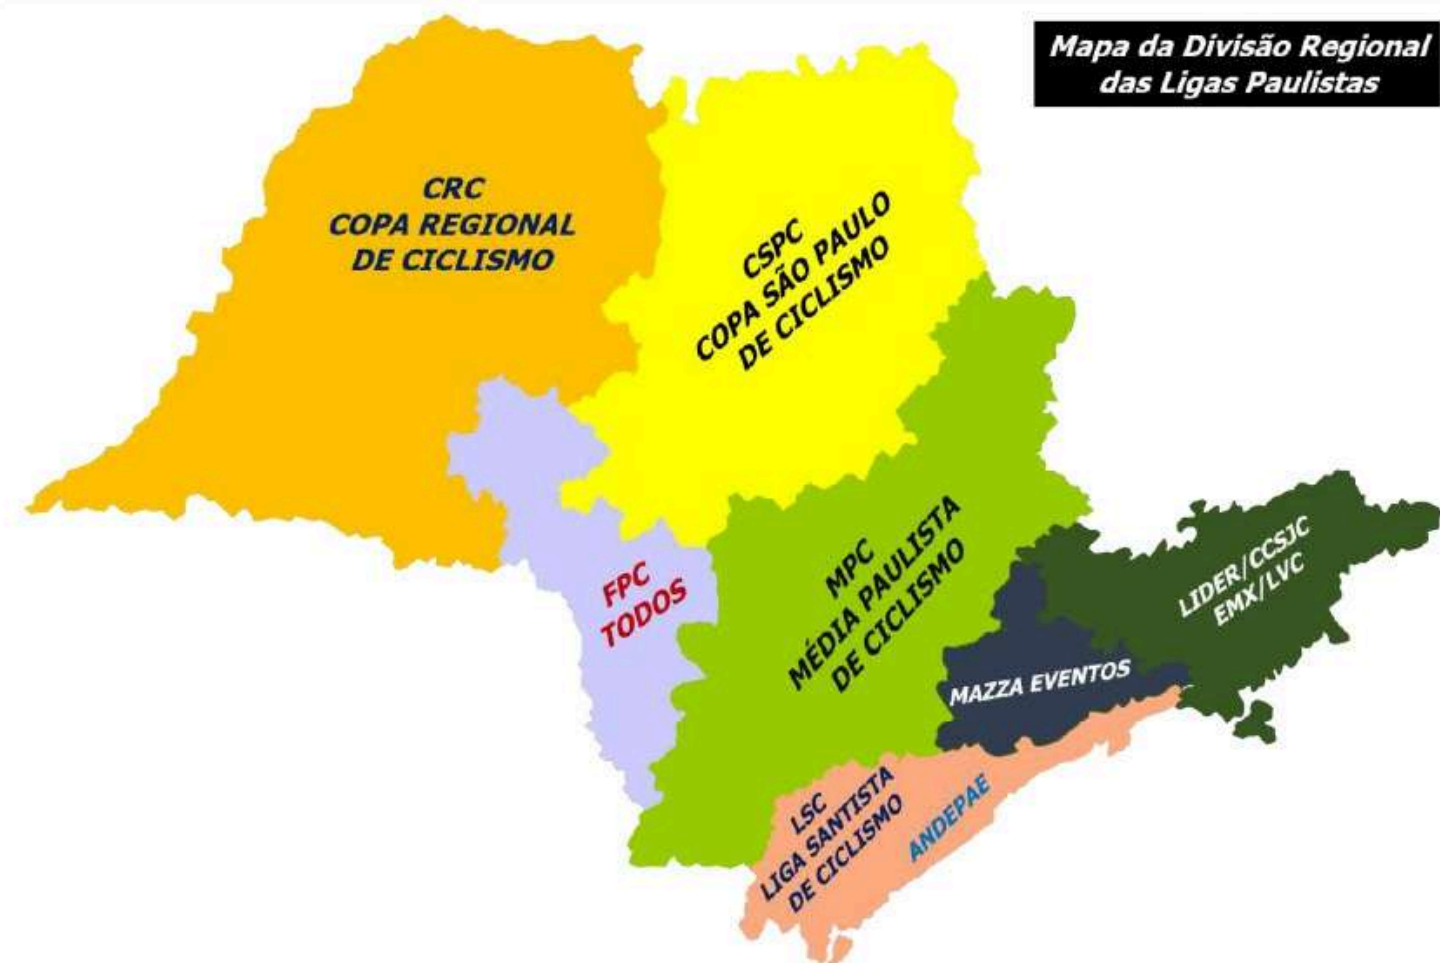 Mapa da Divisão Regional
das Ligas Paulistas
CRC
COPA REGIONAL
DE CICLISMO
CSPC
COPA SÃO PAULO
DE CICLISMO
FPC
TODOS
MPC
MÉDIA PAULISTA
DE CICLISMO
LIDER/CCSJC
EMX/LVC
MAZZA EVENTOS
LSC
LIGA SANTISTA
DE CICLISMO
ANDEPAE